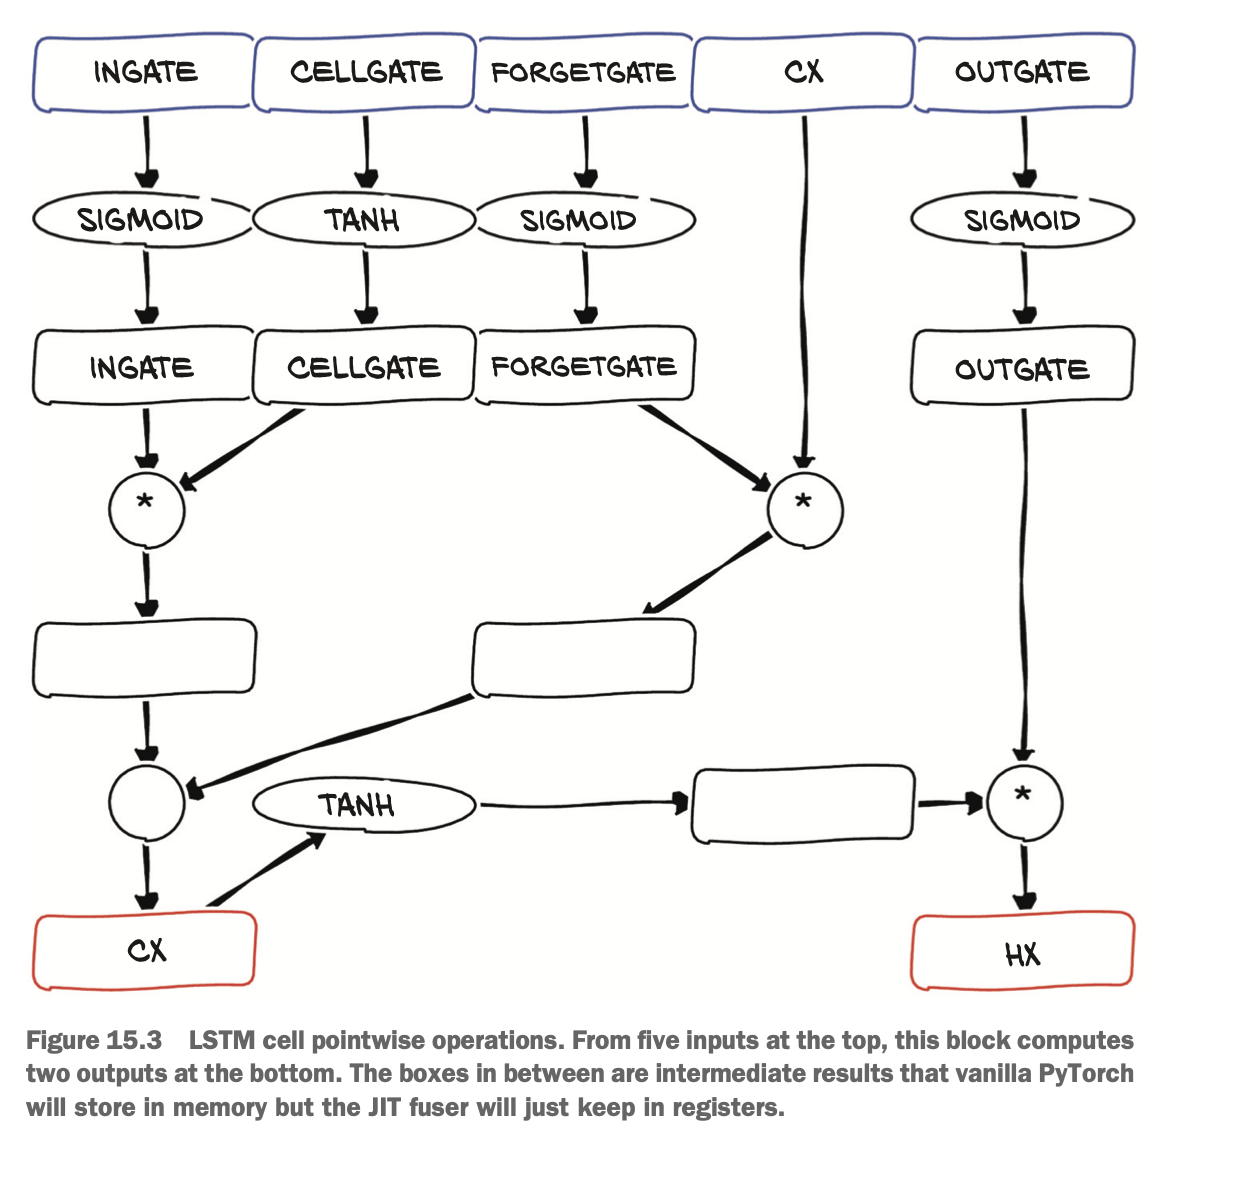 INGATE CELLGATE FORGETGATE CX OUTGATE
SIGMOID TANH SIGMOID SIGMOID
INGATE CELLGATE FORGETGATE OUTGATE
* *
TANH *
CX HX
Figure 15.3 LSTM cell pointwise operations. From five inputs at the top, this block computes
two outputs at the bottom. The boxes in between are intermediate results that vanilla PyTorch
will store in memory but the JIT fuser will just keep in registers.